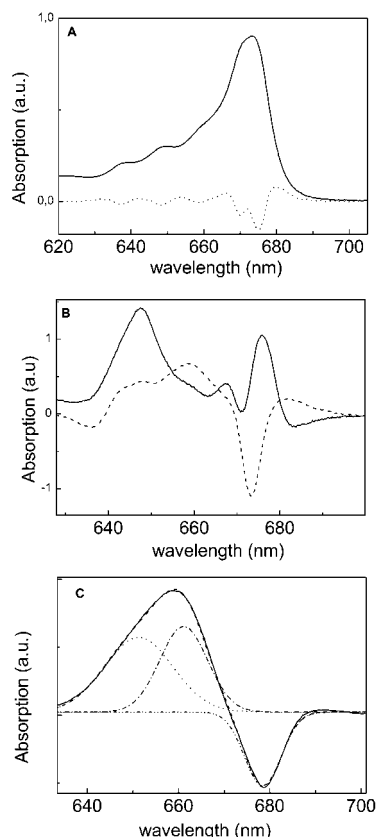 A
1,0
0,0
Absorption (a.u.)
620 640 660 680 700
wavelength (nm)
B
1
0
-1
Absorption (a.u)
640 660 680
wavelength (nm)
C
Absorption (a.u.)
640 660 680 700
wavelength (nm)